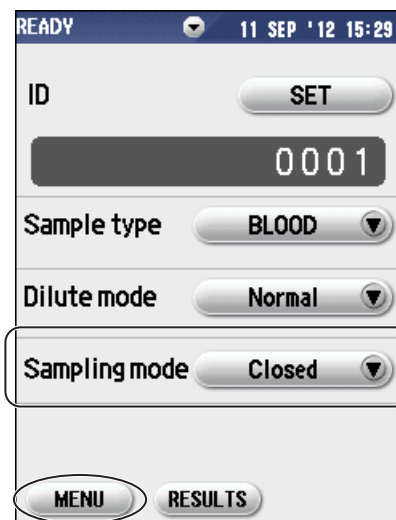 READY 11 SEP '12 15:29
ID SET
0001
Sample type BLOOD
Dilute mode Normal
Sampling mode Closed
MENU RESULTS